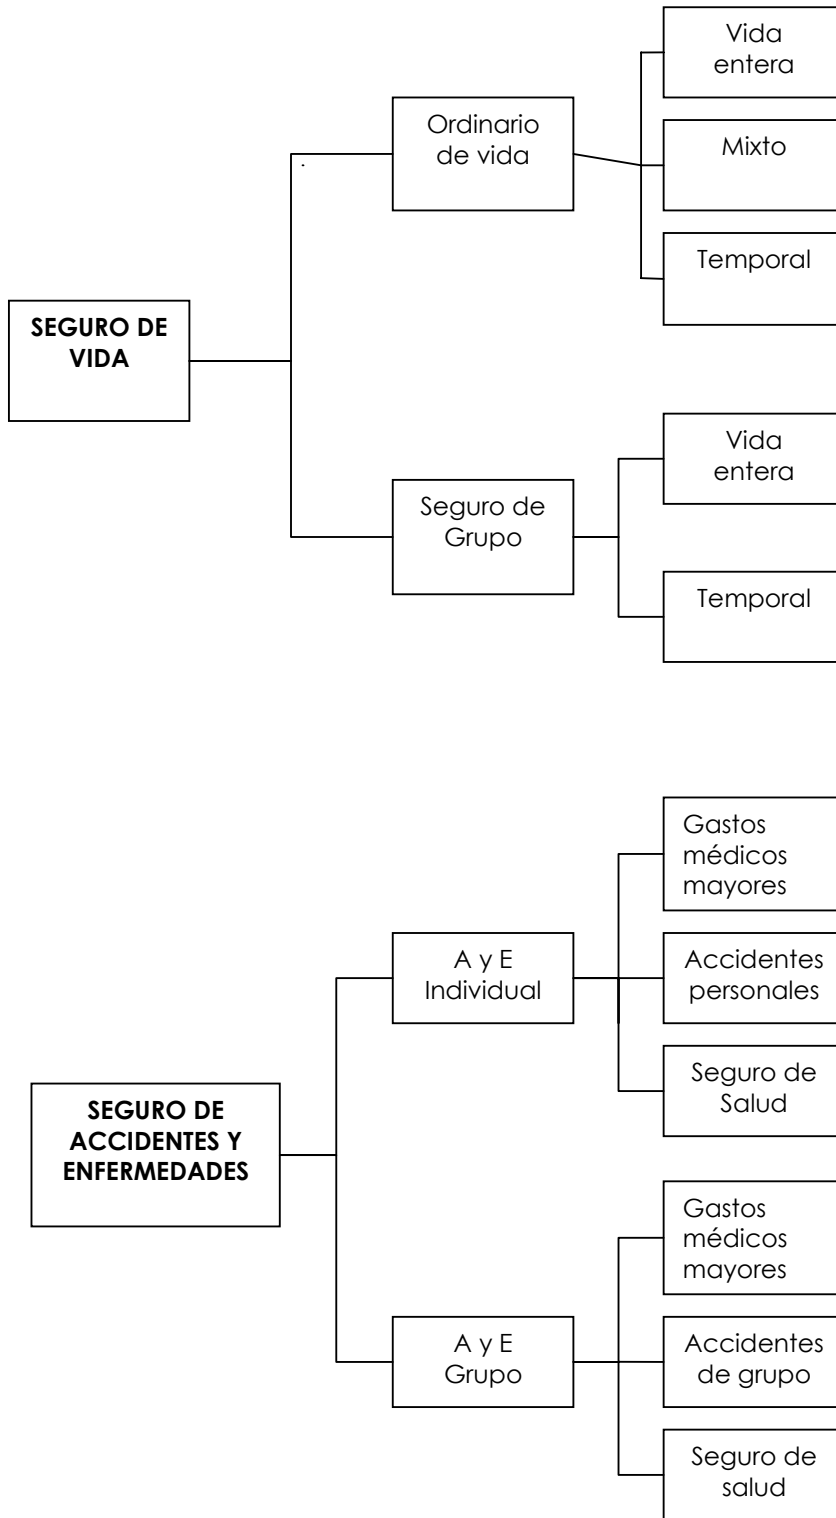 Vida
entera
Ordinario
de vida
Mixto
Temporal
SEGURO DE
VIDA
Vida
entera
Seguro de
Grupo
Temporal
Gastos
médicos
mayores
A y E
Individual
Accidentes
personales
Seguro de
Salud
SEGURO DE
ACCIDENTES Y
ENFERMEDADES
Gastos
médicos
mayores
A y E
Grupo
Accidentes
de grupo
Seguro de
salud